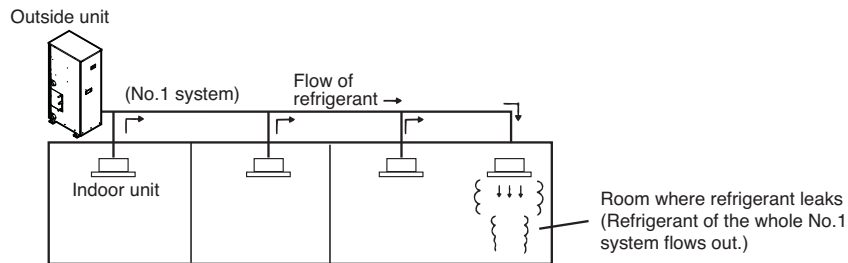 Outside unit
(No.1 system)
Flow of
refrigerant
Indoor unit
Room where refrigerant leaks
(Refrigerant of the whole No.1
system flows out.)